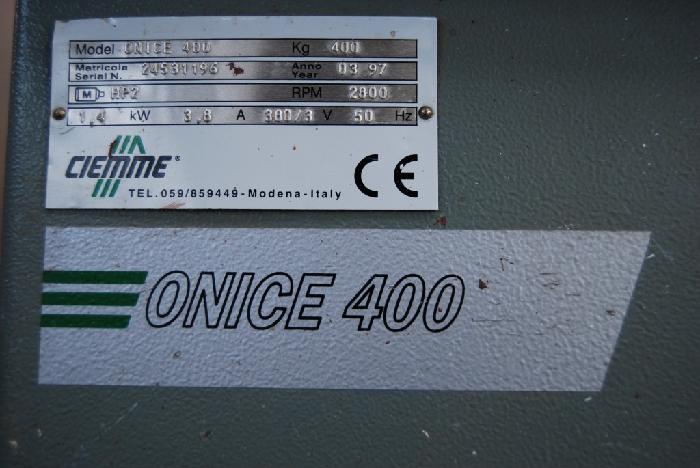 Model ONICE 400 Kg 400
Matricola Serial N. 24531196 Anno Year 03 97
M HP2 RPM 2800
1,4 kW 3,8 A 380/3 V 50 Hz
CIEMME®
CE
TEL.059/859449-Modena-Italy
ONICE 400